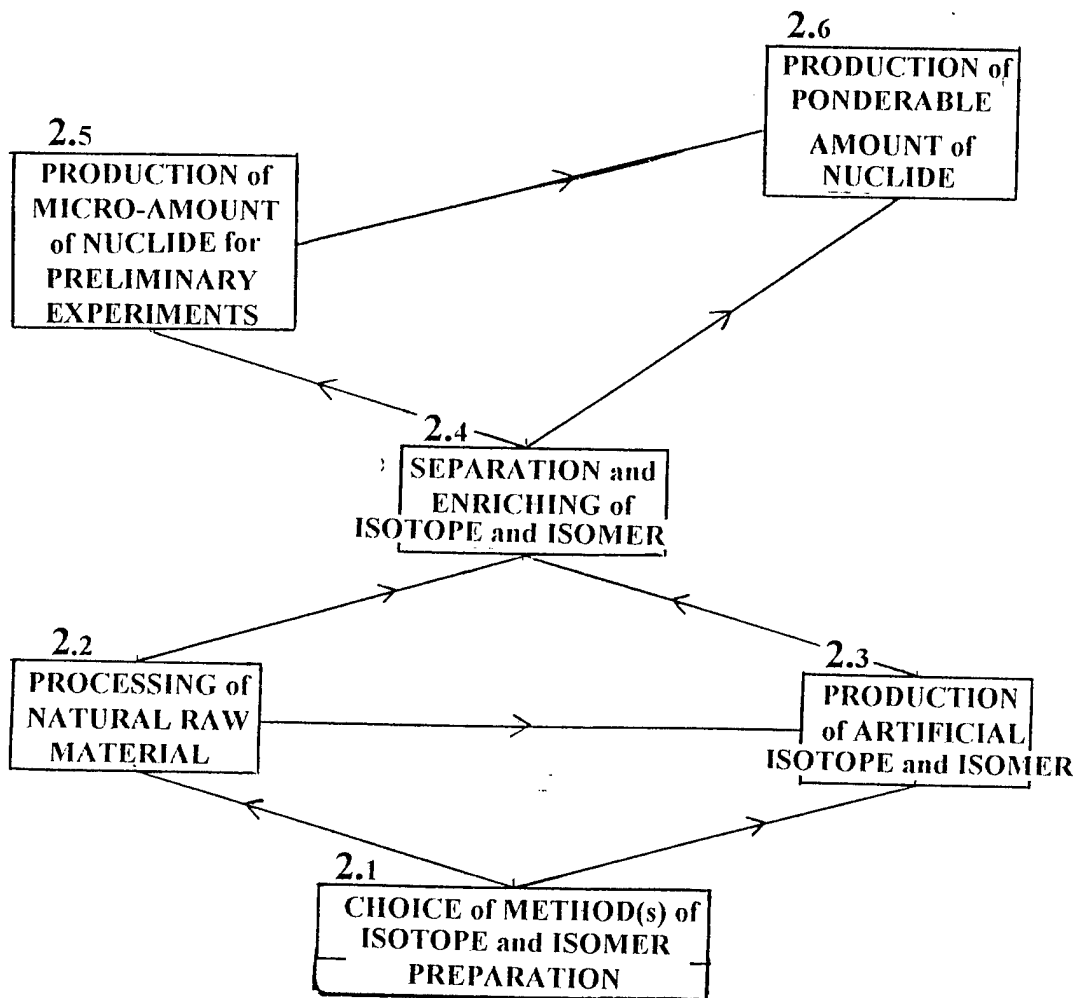 2.6
PRODUCTION of
PONDERABLE
AMOUNT of
NUCLIDE
2.5
PRODUCTION of
MICRO-AMOUNT
of NUCLIDE for
PRELIMINARY
EXPERIMENTS
2.4
SEPARATION and
ENRICHING of
ISOTOPE and ISOMER
2.2
PROCESSING of
NATURAL RAW
MATERIAL
2.3
PRODUCTION
of ARTIFICIAL
ISOTOPE and ISOMER
2.1
CHOICE of METHOD(s) of
ISOTOPE and ISOMER
PREPARATION